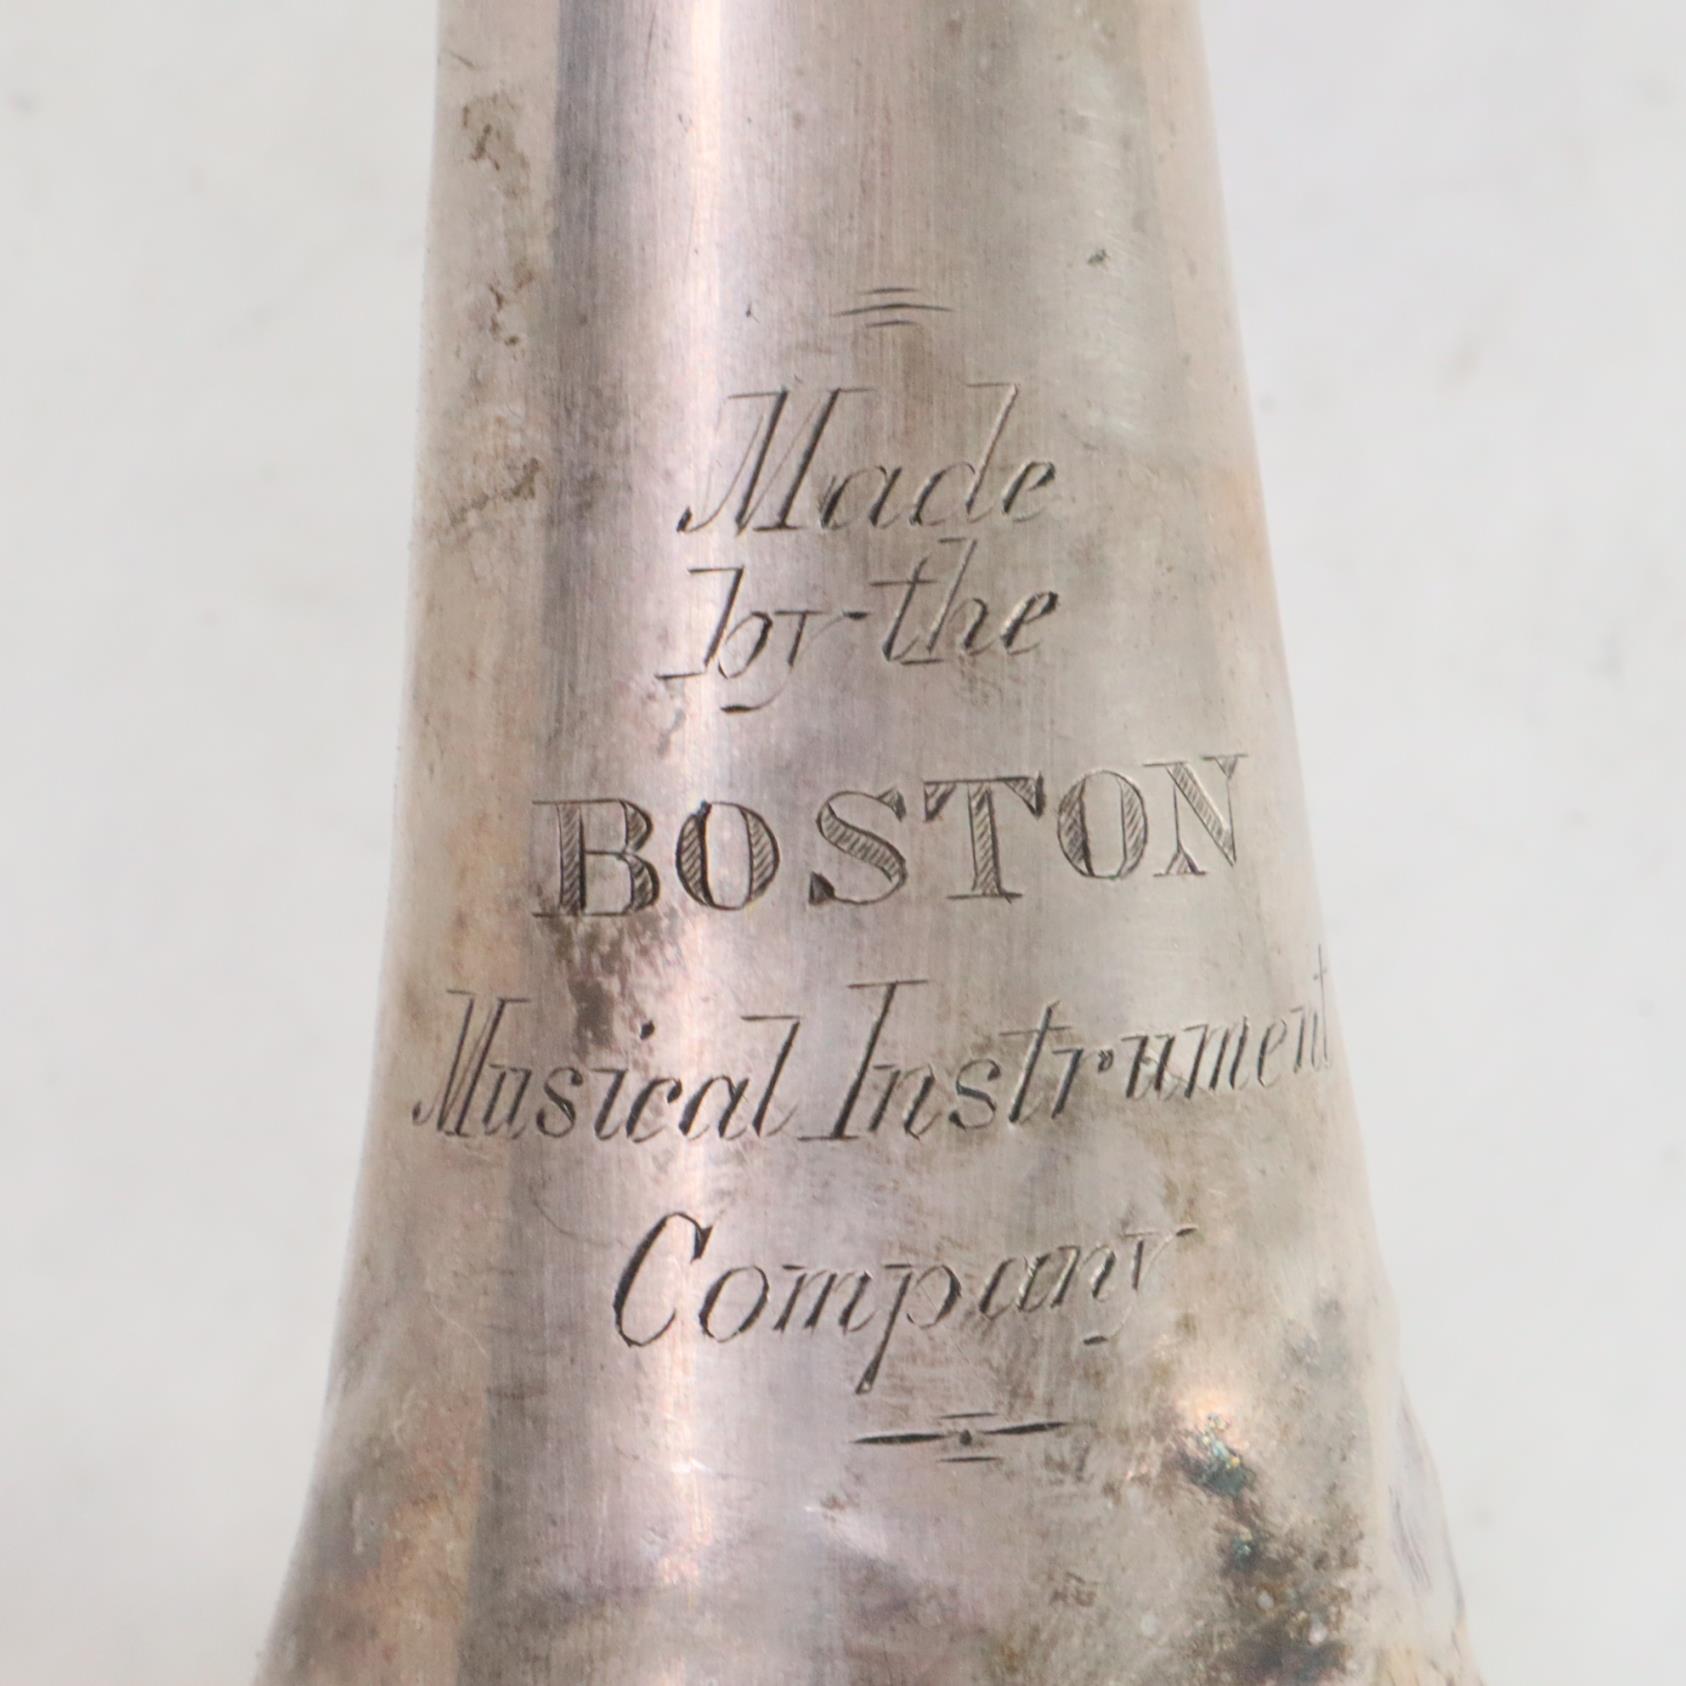 Made
by the
BOSTON
Musical Instrument
Company